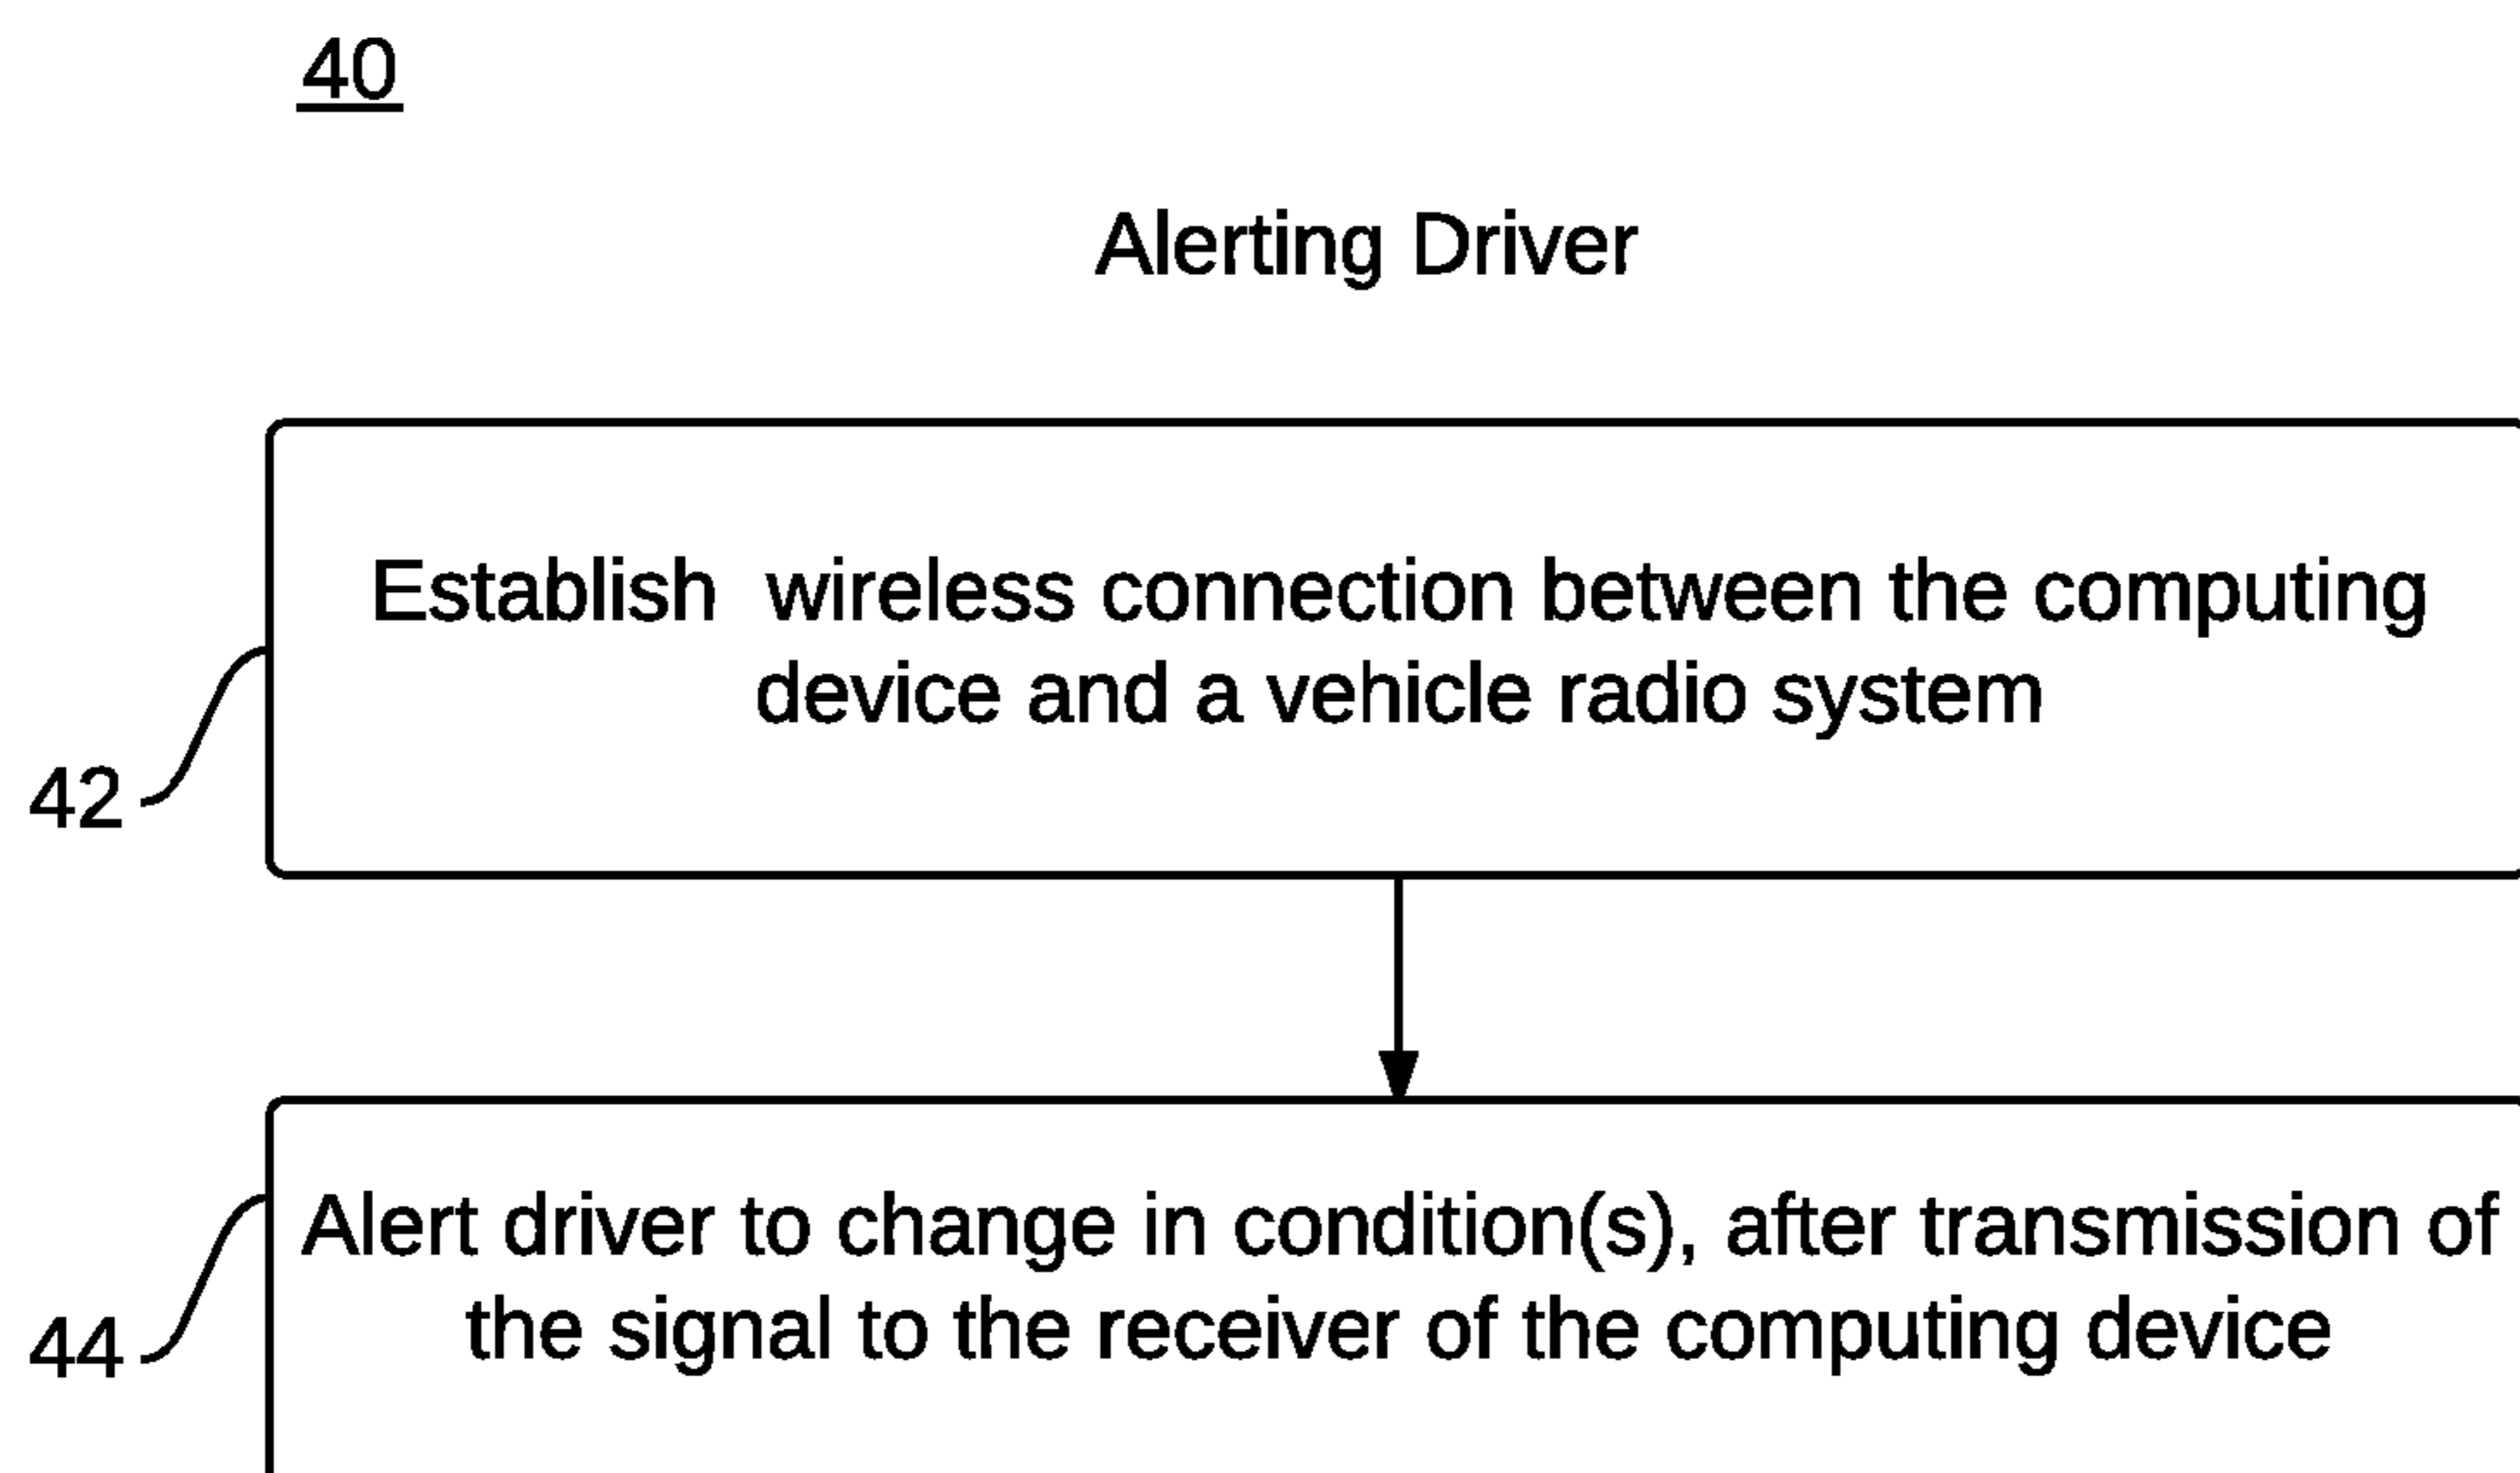 40
Alerting Driver
Establish  wireless connection between the computing
device and a vehicle radio system
42
Alert driver to change in condition(s), after transmission of
the signal to the receiver of the computing device
44